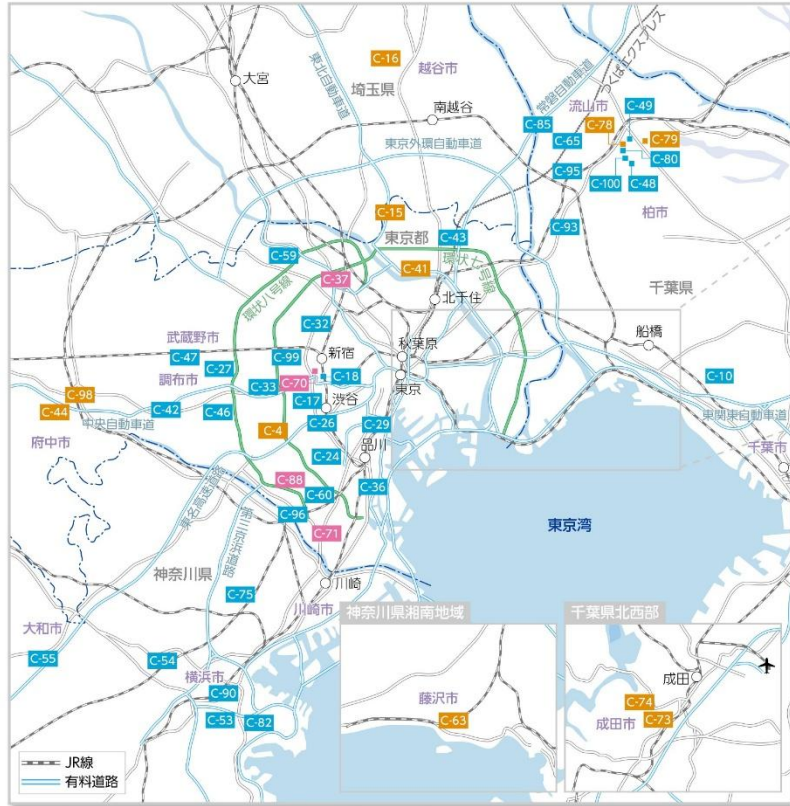 C-16
越谷市
大宮
埼玉県
東北自動車道
南越谷
常磐自動車道
つくばエクスプレス
流山市
C-49
C-85
C-78
C-65
C-79
C-80
東京外環自動車道
C-95
C-100
C-48
柏市
C-15
C-93
東京都
C-43
C-59
環状七号線
C-41
C-37
環状八号線
北千住
千葉県
C-32
武蔵野市
船橋
C-47
C-99
新宿
秋葉原
C-27
調布市
C-70
C-18
東京
C-10
C-33
C-98
C-17
渋谷
C-44
中央自動車道
C-42
C-46
C-26
C-29
東関東自動車道
府中市
C-4
品川
千葉市
C-24
C-88
C-36
C-60
東名高速道路
第三京浜道路
C-96
C-71
東京湾
神奈川県
川崎
C-75
川崎市
神奈川県湘南地域
千葉県北西部
大和市
C-55
C-54
横浜市
成田
藤沢市
C-90
C-74
C-53
C-82
C-63
成田市
C-73
JR線
有料道路